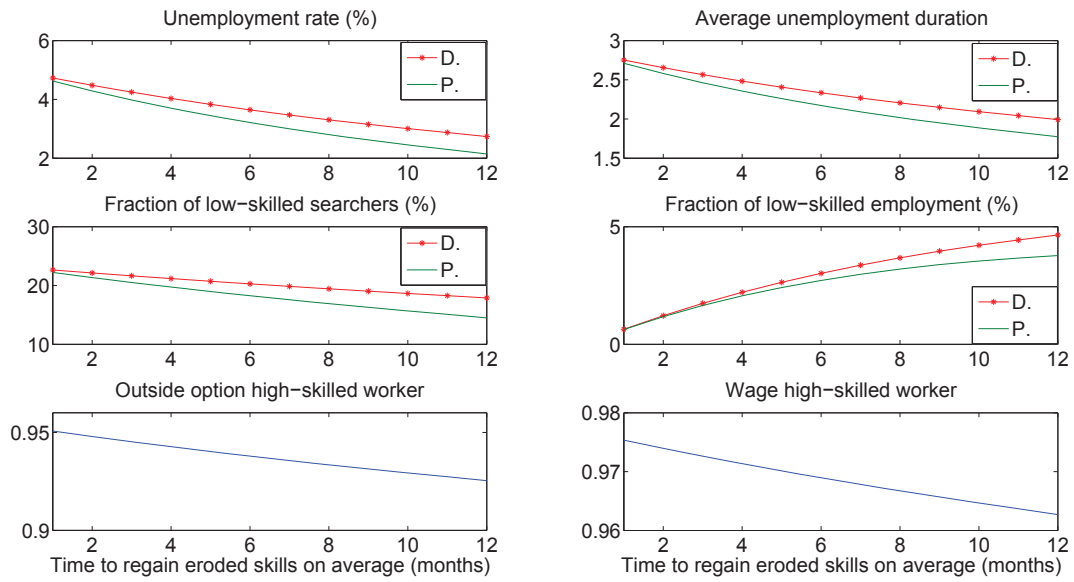 Unemployment rate (%)
6
4
2
2 4 6 8 10 12
D.
P.
Average unemployment duration
3
2.5
2
1.5
2 4 6 8 10 12
D.
P.
Fraction of low−skilled searchers (%)
30
20
10
2 4 6 8 10 12
D.
P.
Fraction of low−skilled employment (%)
5
0
2 4 6 8 10 12
D.
P.
Outside option high−skilled worker
0.95
0.9
2 4 6 8 10 12
Time to regain eroded skills on average (months)
Wage high−skilled worker
0.98
0.97
0.96
2 4 6 8 10 12
Time to regain eroded skills on average (months)